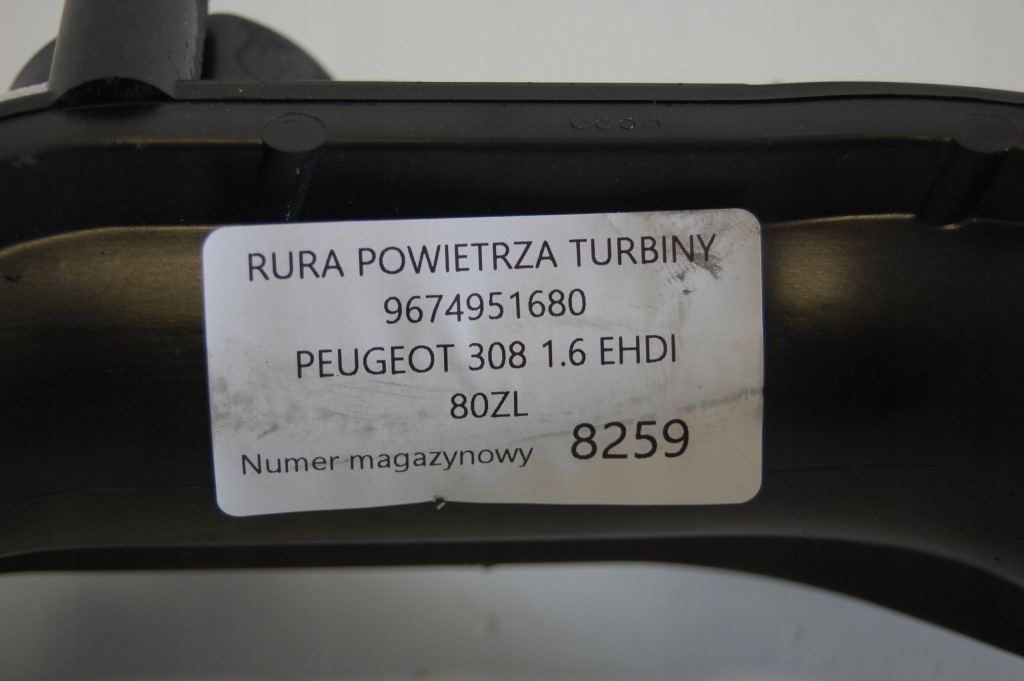 RURA POWIETRZA TURBINY
9674951680
PEUGEOT 308 1.6 EHDI
80ZL
Numer magazynowy 8259